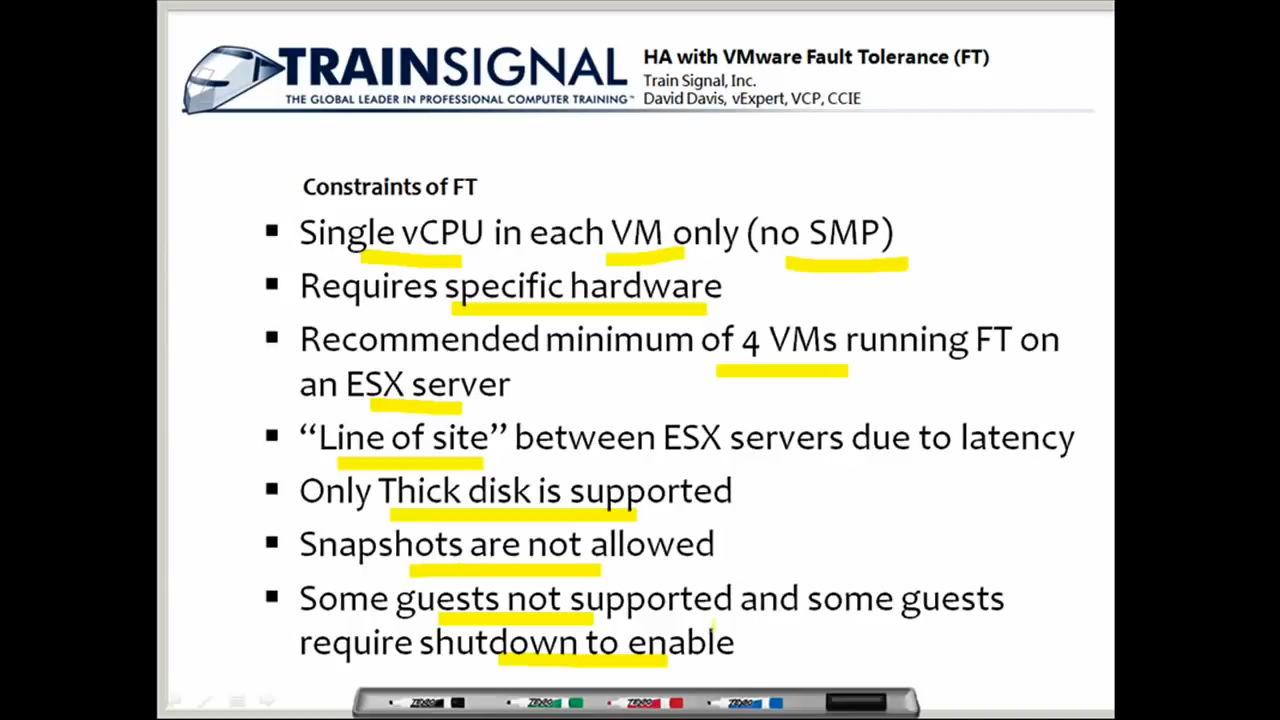 TRAINSIGNAL
THE GLOBAL LEADER IN PROFESSIONAL COMPUTER TRAINING™
HA with VMware Fault Tolerance (FT)
Train Signal, Inc.
David Davis, vExpert, VCP, CCIE
Constraints of FT
▪ Single vCPU in each VM only (no SMP)
▪ Requires specific hardware
▪ Recommended minimum of 4 VMs running FT on
an ESX server
▪ “Line of site” between ESX servers due to latency
▪ Only Thick disk is supported
▪ Snapshots are not allowed
▪ Some guests not supported and some guests
require shutdown to enable